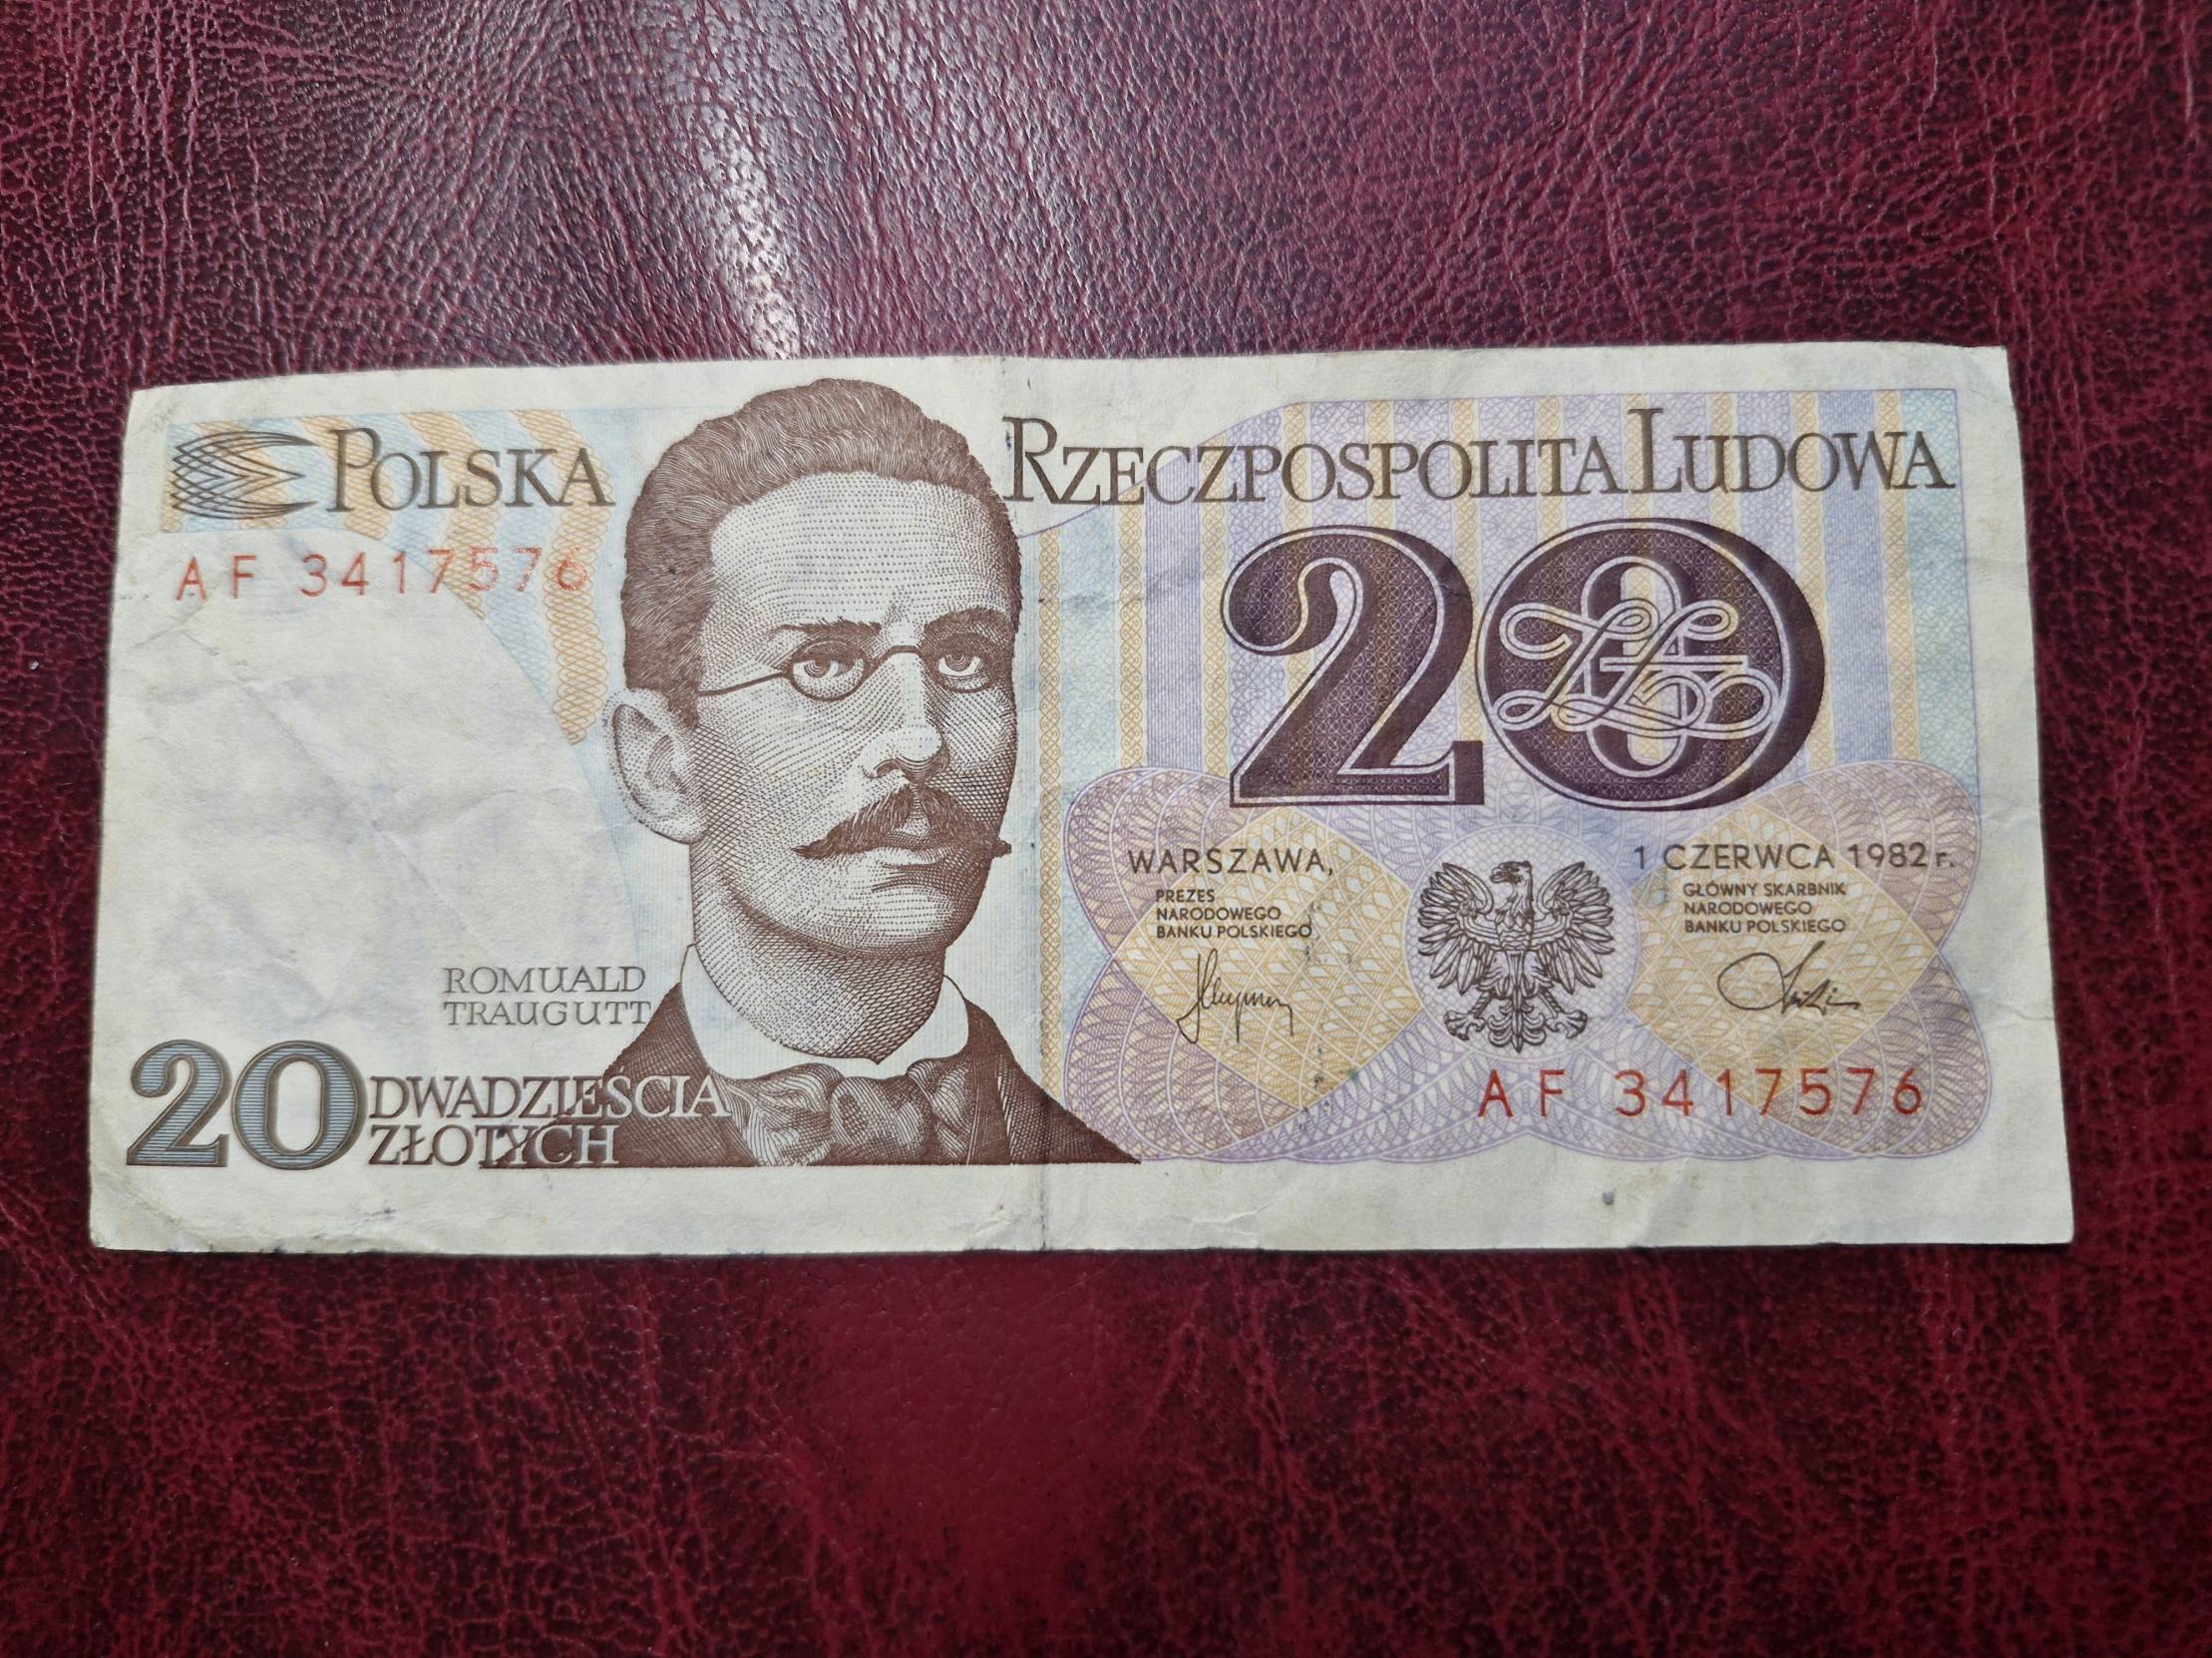 POLSKA RZECZPOSPOLITA LUDOWA
AF 3417576
20
WARSZAWA, 1 CZERWCA 1982 r.
PREZES
NARODOWEGO
BANKU POLSKIEGO
GŁÓWNY SKARBNIK
NARODOWEGO
BANKU POLSKIEGO
ROMUALD
TRAUGUTT
20 DWADZIEŚCIA
ZŁOTYCH
AF 3417576